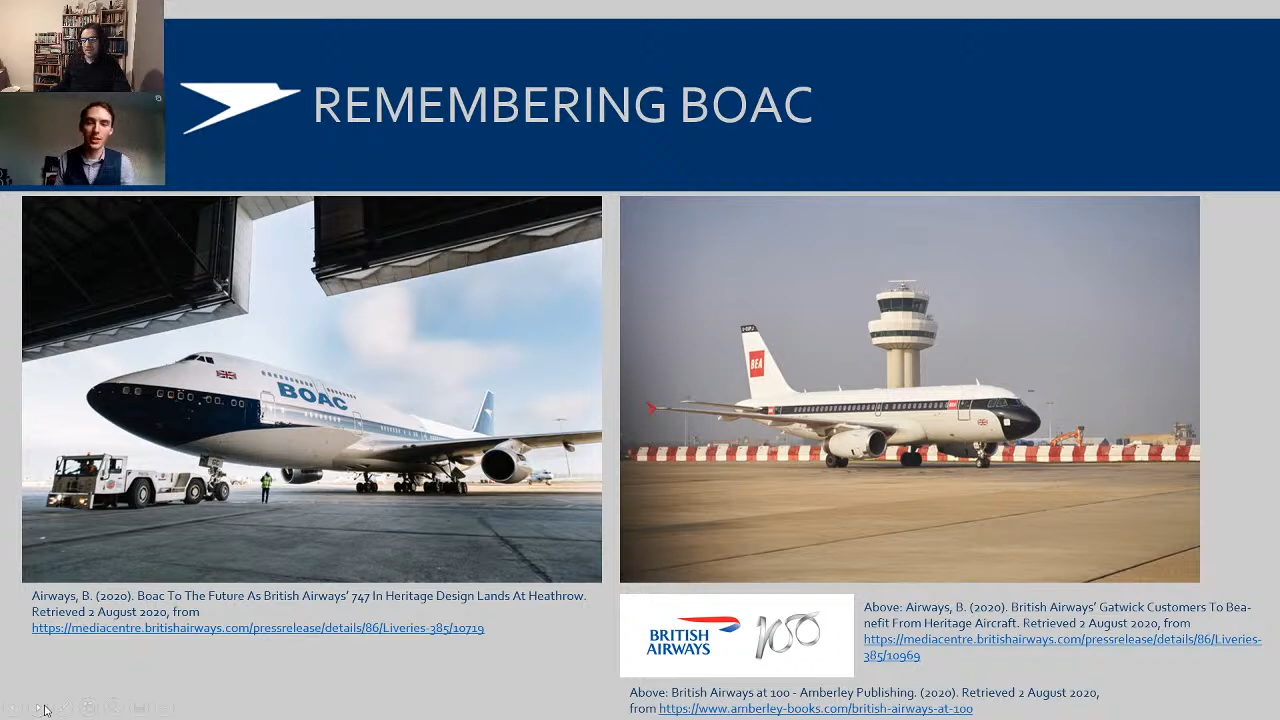 REMEMBERING BOAC
BOAC
BEA
Airways, B. (2020). Boac To The Future As British Airways’ 747 In Heritage Design Lands At Heathrow.
Retrieved 2 August 2020, from
https://mediacentre.britishairways.com/pressrelease/details/86/Liveries-385/10719
BRITISH
AIRWAYS
100
Above: Airways, B. (2020). British Airways’ Gatwick Customers To Bea-
nefit From Heritage Aircraft. Retrieved 2 August 2020, from
https://mediacentre.britishairways.com/pressrelease/details/86/Liveries-
385/10969
Above: British Airways at 100 - Amberley Publishing. (2020). Retrieved 2 August 2020,
from https://www.amberley-books.com/british-airways-at-100